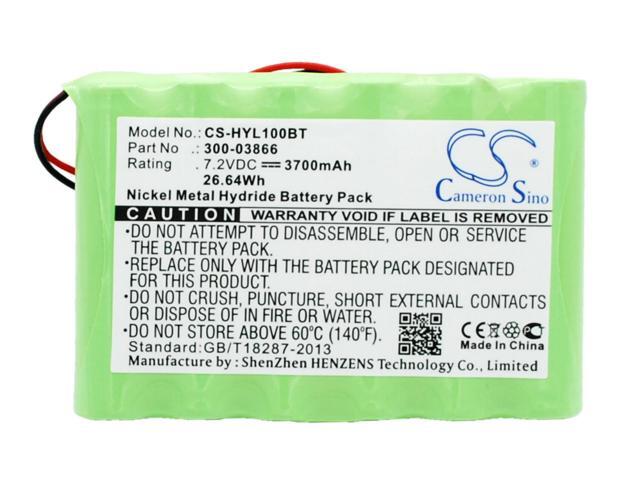 Model No.: CS-HYL100BT
Part No .: 300-03866
Rating .: 7.2VDC ⎓ 3700mAh
26.64Wh
Nickel Metal Hydride Battery Pack
CS
Cameron Sino
CAUTION WARRANTY VOID IF LABEL IS REMOVED
•DO NOT ATTEMPT TO DISASSEMBLE, OPEN OR SERVICE
THE BATTERY PACK.
•REPLACE ONLY WITH THE BATTERY PACK DESIGNATED
FOR THIS PRODUCT.
•DO NOT CRUSH, PUNCTURE, SHORT EXTERNAL CONTACTS
OR DISPOSE OF IN FIRE OR WATER.
•DO NOT STORE ABOVE 60℃ (140℉).
Standard:GB/T18287-2013
Made In China
Manufacture by : ShenZhen HENZENS Technology Co., Limited